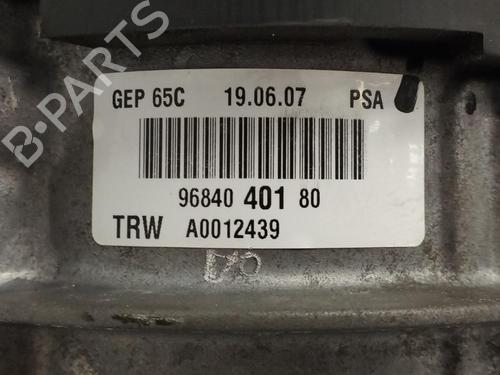 B-PARTS
GEP 65C 19.06.07 PSA
96840 401 80
TRW A0012439